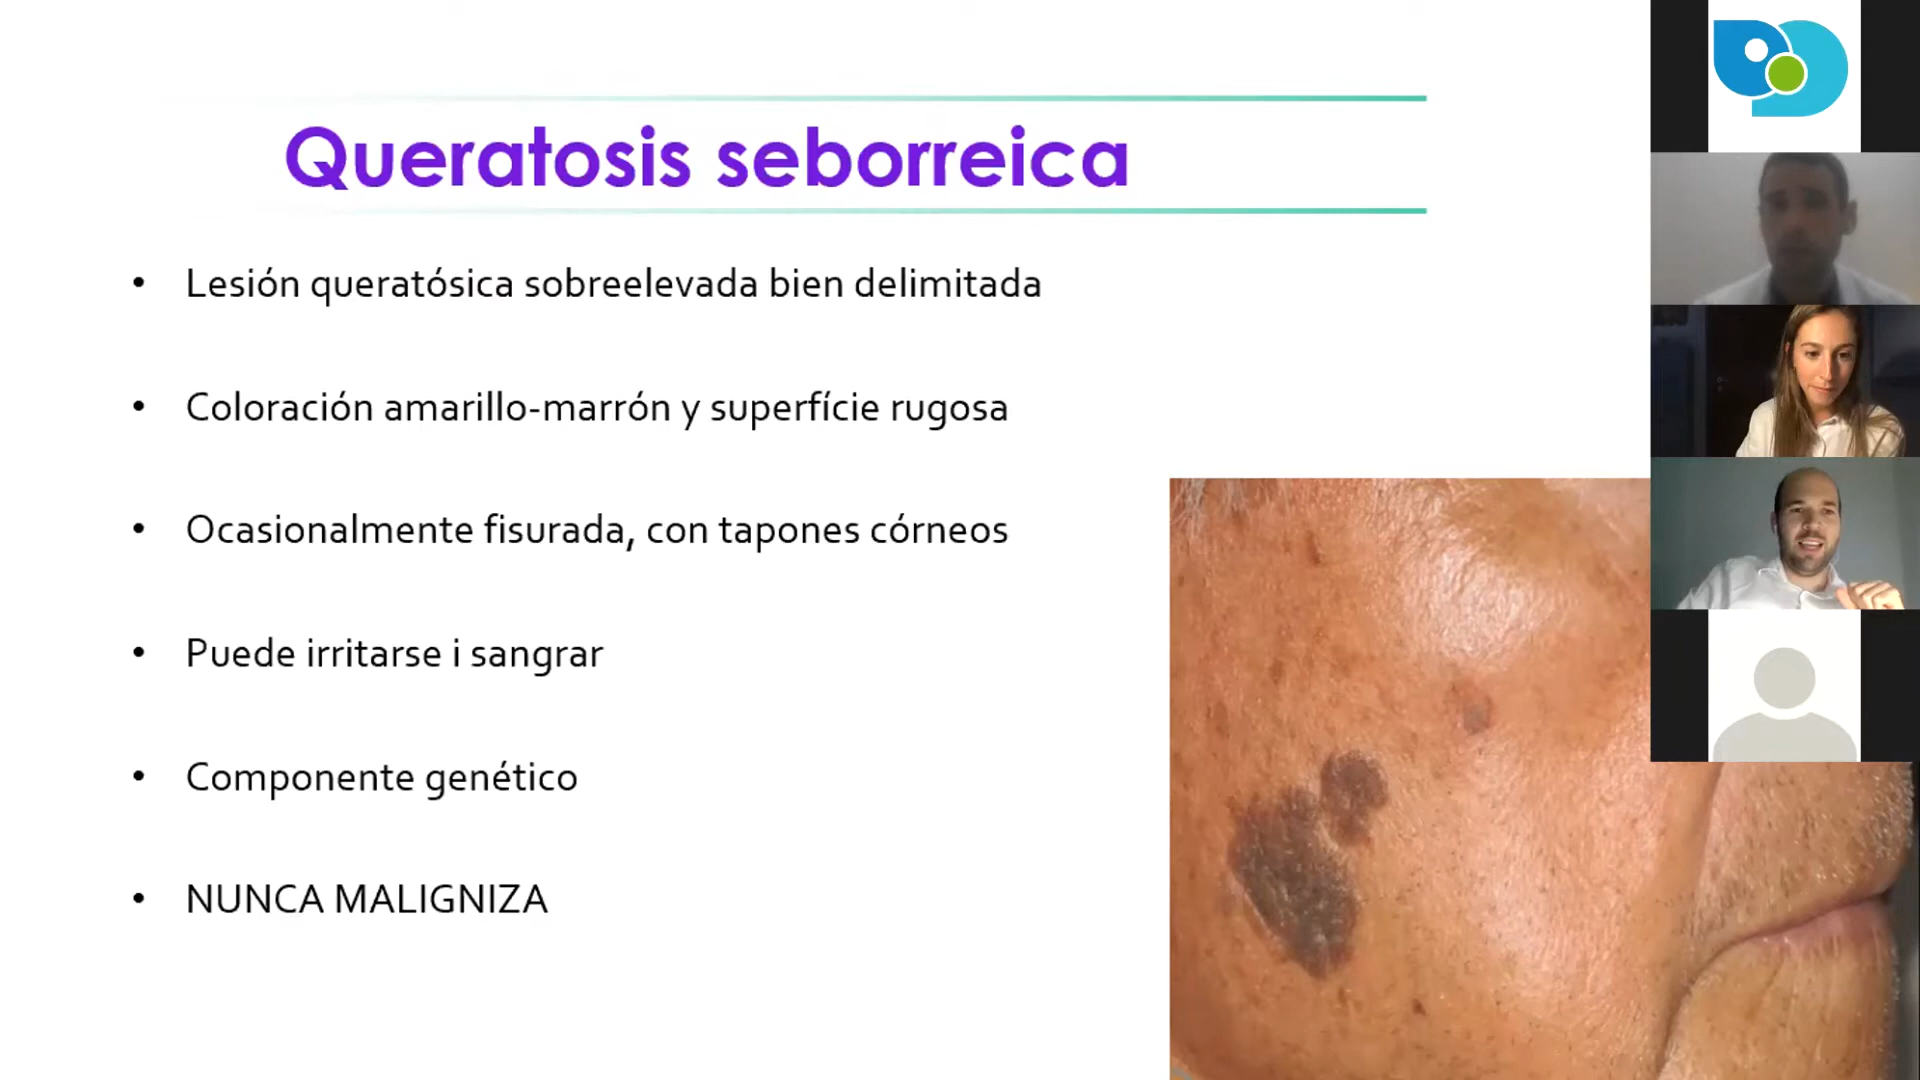 Queratosis seborreica
• Lesión queratósica sobreelevada bien delimitada
• Coloración amarillo-marrón y superfície rugosa
• Ocasionalmente fisurada, con tapones córneos
• Puede irritarse i sangrar
• Componente genético
• NUNCA MALIGNIZA